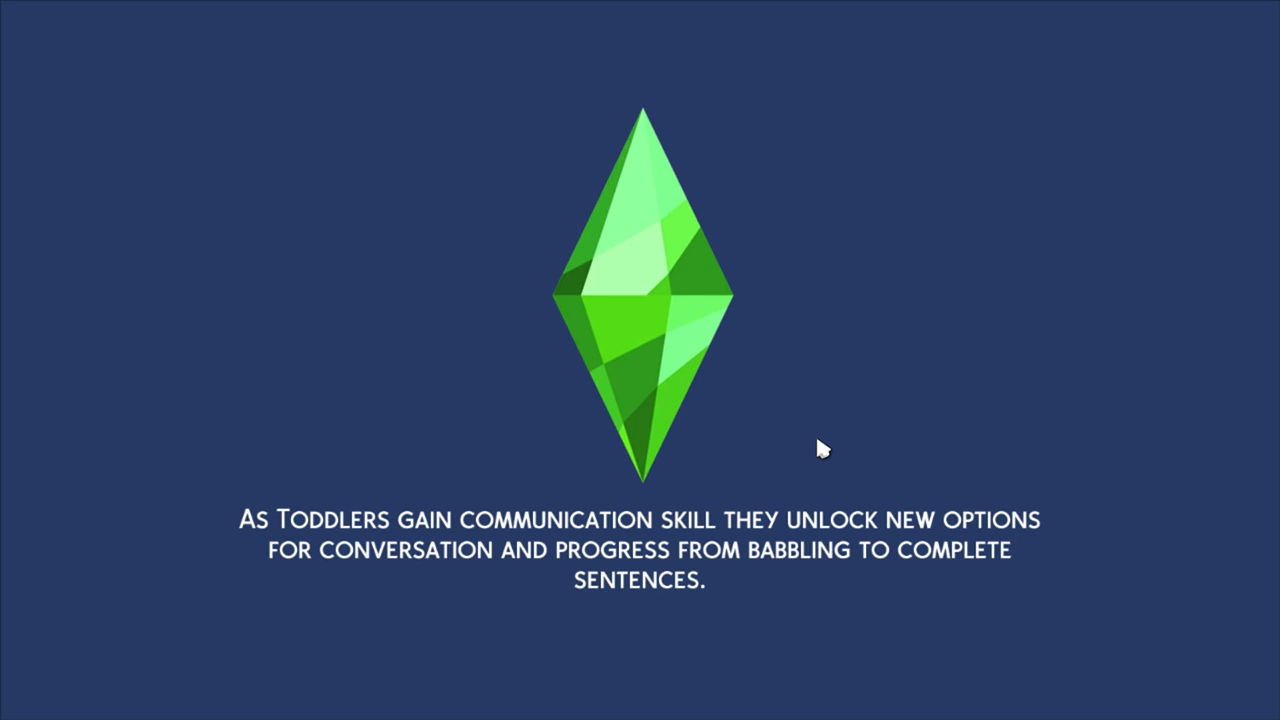 As Toddlers gain communication skill they unlock new options
for conversation and progress from babbling to complete
sentences.